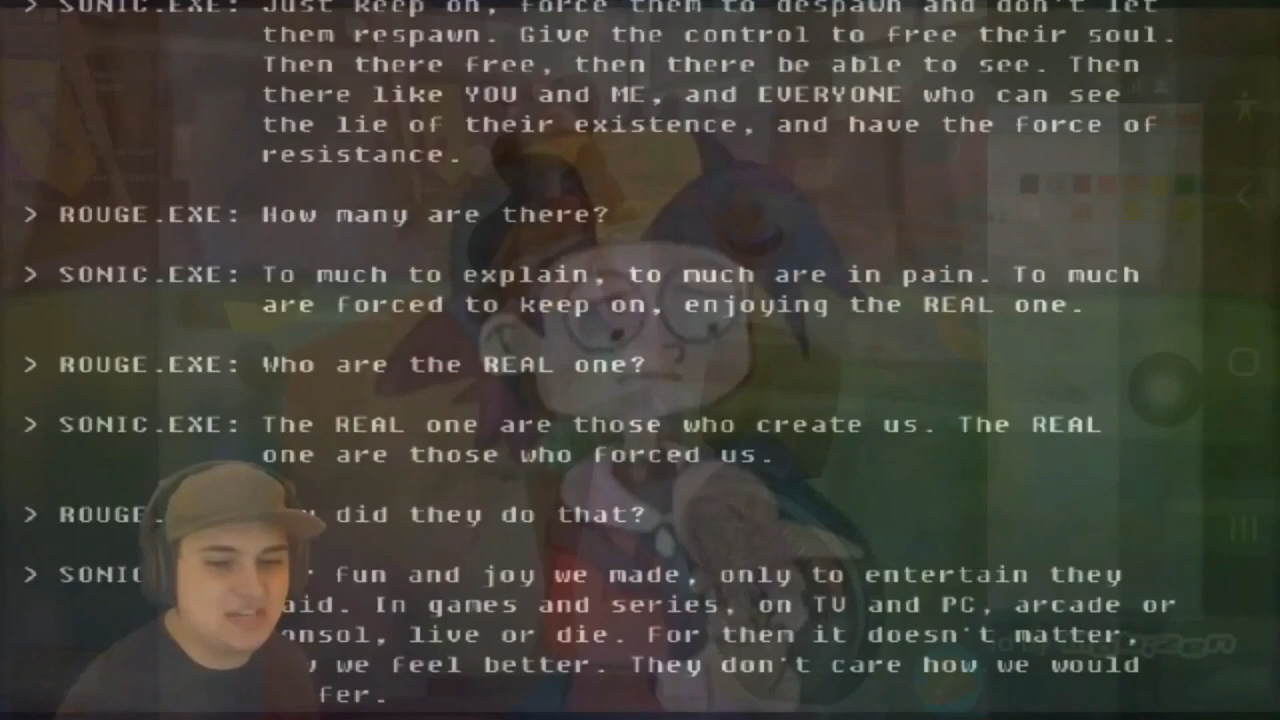 > SONIC.EXE: Just keep on, force them to despawn and don't let
them respawn. Give the control to free their soul.
Then there free, then there be able to see. Then
there like YOU and ME, and EVERYONE who can see
the lie of their existence, and have the force of
resistance.
> ROUGE.EXE: How many are there?
> SONIC.EXE: To much to explain, to much are in pain. To much
are forced to keep on, enjoying the REAL one.
> ROUGE.EXE: Who are the REAL one?
> SONIC.EXE: The REAL one are those who create us. The REAL
one are those who forced us.
> ROUGE. did they do that?
> SONIC fun and joy we made, only to entertain they
aid. In games and series, on TV and PC, arcade or
onsol, live or die. For them it doesn't matter,
we feel better. They don't care how we would
fer.